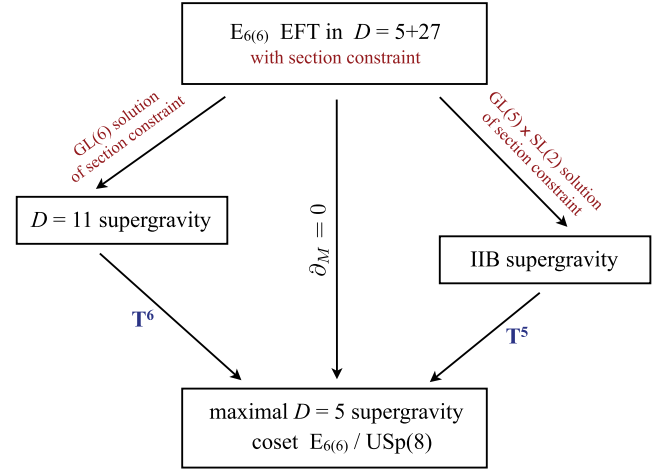 E₆₍₆₎ EFT in D = 5+27
with section constraint
GL(6) solution
of section constraint
GL(5) × SL(2) solution
of section constraint
∂_M = 0
D = 11 supergravity
IIB supergravity
T⁶
T⁵
maximal D = 5 supergravity
coset E₆₍₆₎ / USp(8)